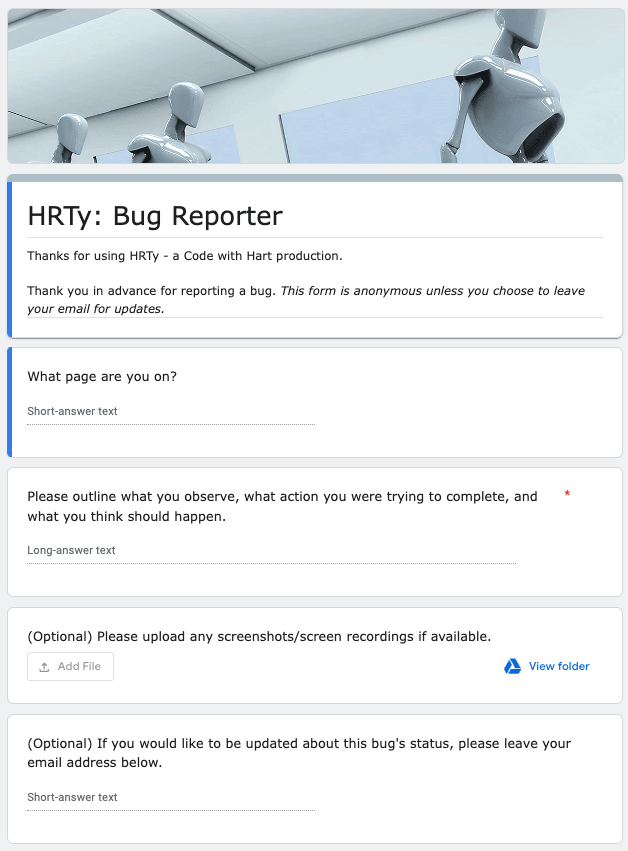 HRTy: Bug Reporter
Thanks for using HRTy - a Code with Hart production.
Thank you in advance for reporting a bug. This form is anonymous unless you choose to leave
your email for updates.
What page are you on?
Short-answer text
Please outline what you observe, what action you were trying to complete, and *
what you think should happen.
Long-answer text
(Optional) Please upload any screenshots/screen recordings if available.
Add File View folder
(Optional) If you would like to be updated about this bug's status, please leave your
email address below.
Short-answer text